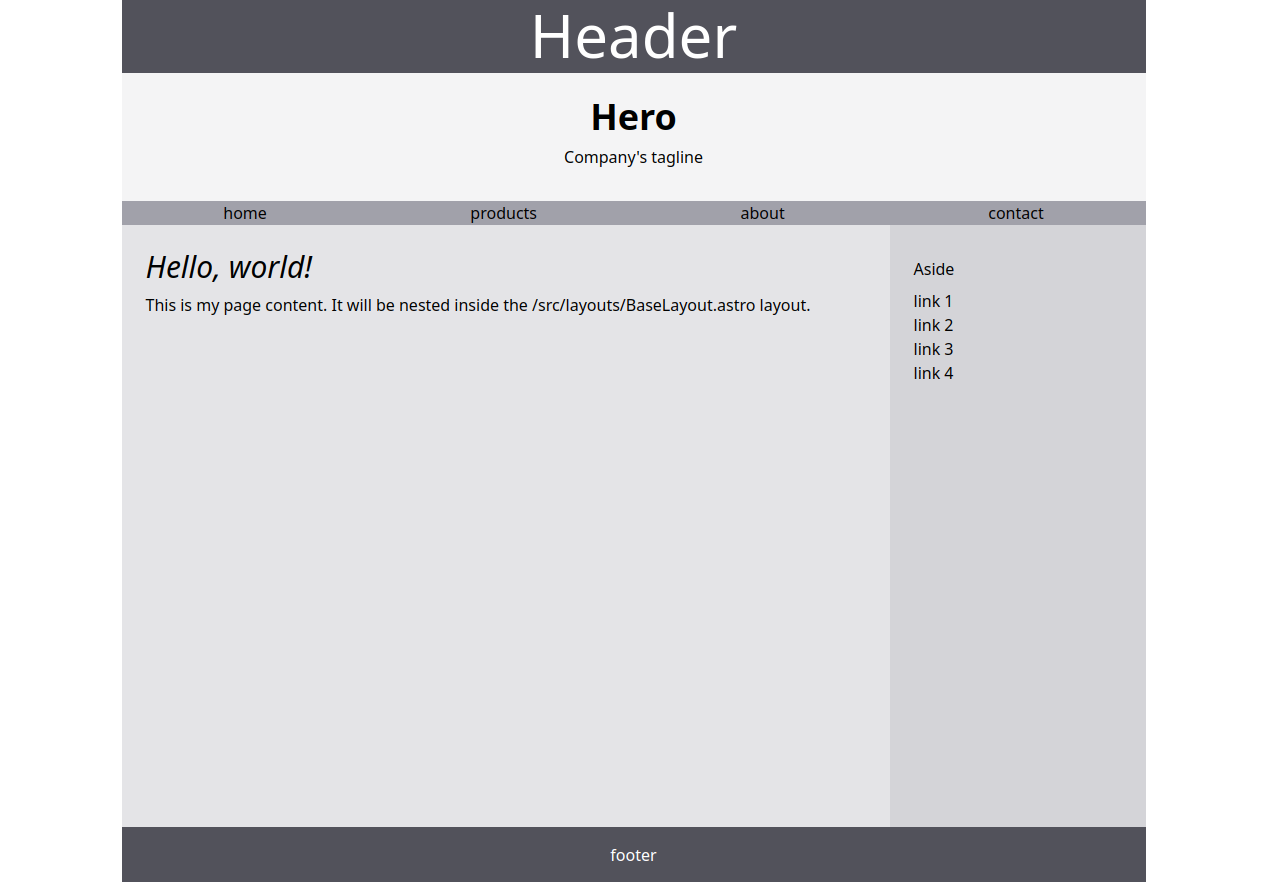 Header
Hero
Company's tagline
home products about contact
Hello, world!
This is my page content. It will be nested inside the /src/layouts/BaseLayout.astro layout.
Aside
link 1
link 2
link 3
link 4
footer